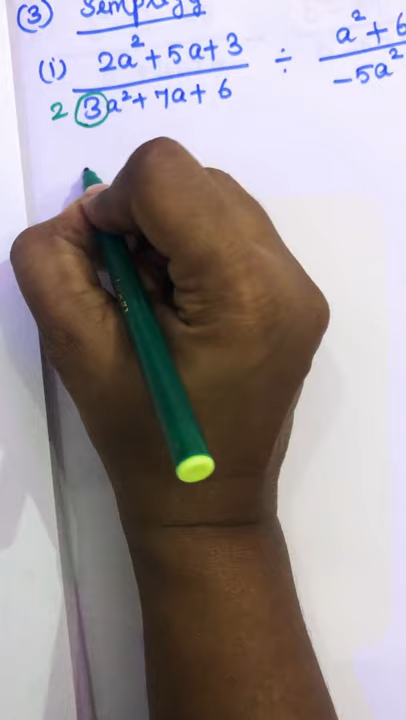 (3) Simplify
(i) 2a² + 5a + 3 ÷ a² + 6
2 3a² + 7a + 6 -5a²